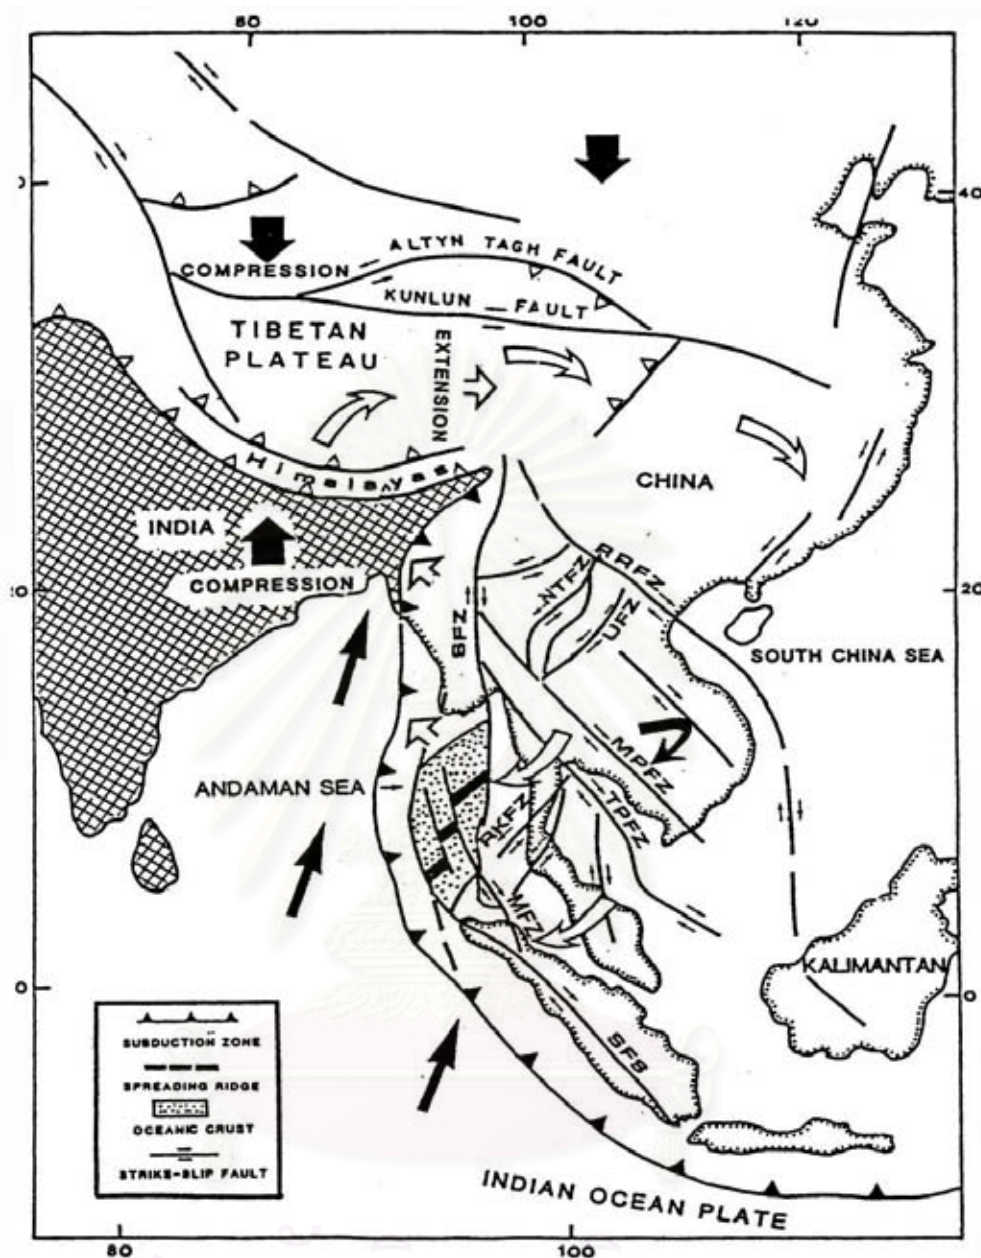 80 100 120
40
ALTYN TAGH FAULT
COMPRESSION
KUNLUN FAULT
TIBETAN
PLATEAU
EXTENSION
Himalayas
CHINA
INDIA
COMPRESSION
20
RRFZ
NTFZ
UFZ
SFZ
SOUTH CHINA SEA
MPFZ
ANDAMAN SEA
TPFZ
RKFZ
MFZ
KALIMANTAN
0 0
SFS
SUBDUCTION ZONE
SPREADING RIDGE
OCEANIC CRUST
STRIKE-SLIP FAULT
INDIAN OCEAN PLATE
80 100